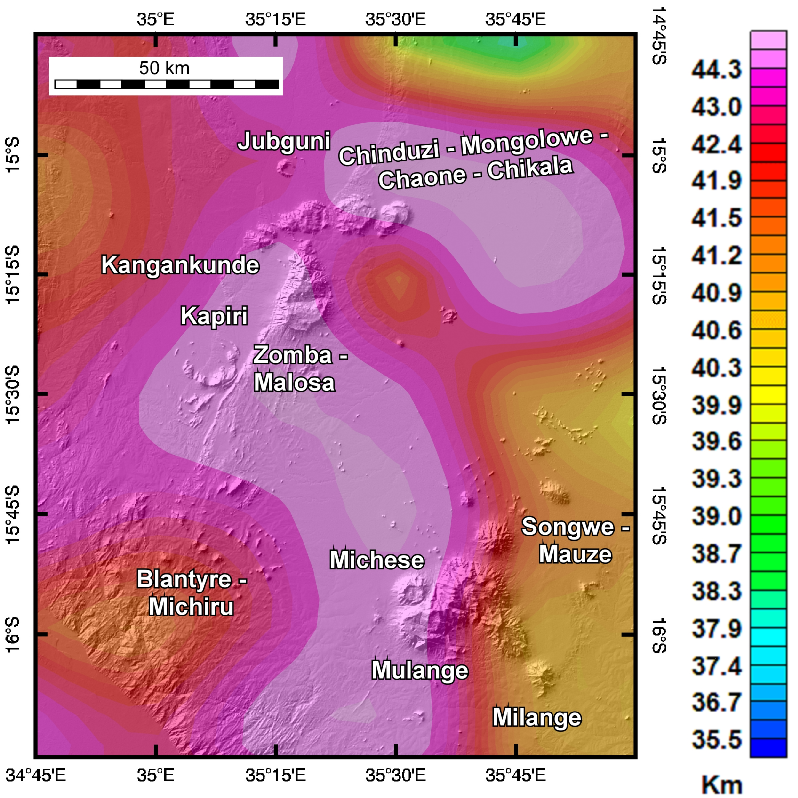 35°E 35°15'E 35°30'E 35°45'E
14°45'S
50 km
44.3
43.0
42.4
41.9
41.5
41.2
40.9
40.6
40.3
39.9
39.6
39.3
39.0
38.7
38.3
37.9
37.4
36.7
35.5
Km
Jubguni
Chinduzi - Mongolowe -
Chaone - Chikala
15°S
15°S
Kangankunde
15°15'S
15°15'S
Kapiri
Zomba -
Malosa
15°30'S
15°30'S
15°45'S
15°45'S
Songwe -
Mauze
Michese
Blantyre -
Michiru
16°S
16°S
Mulange
Milange
34°45'E 35°E 35°15'E 35°30'E 35°45'E